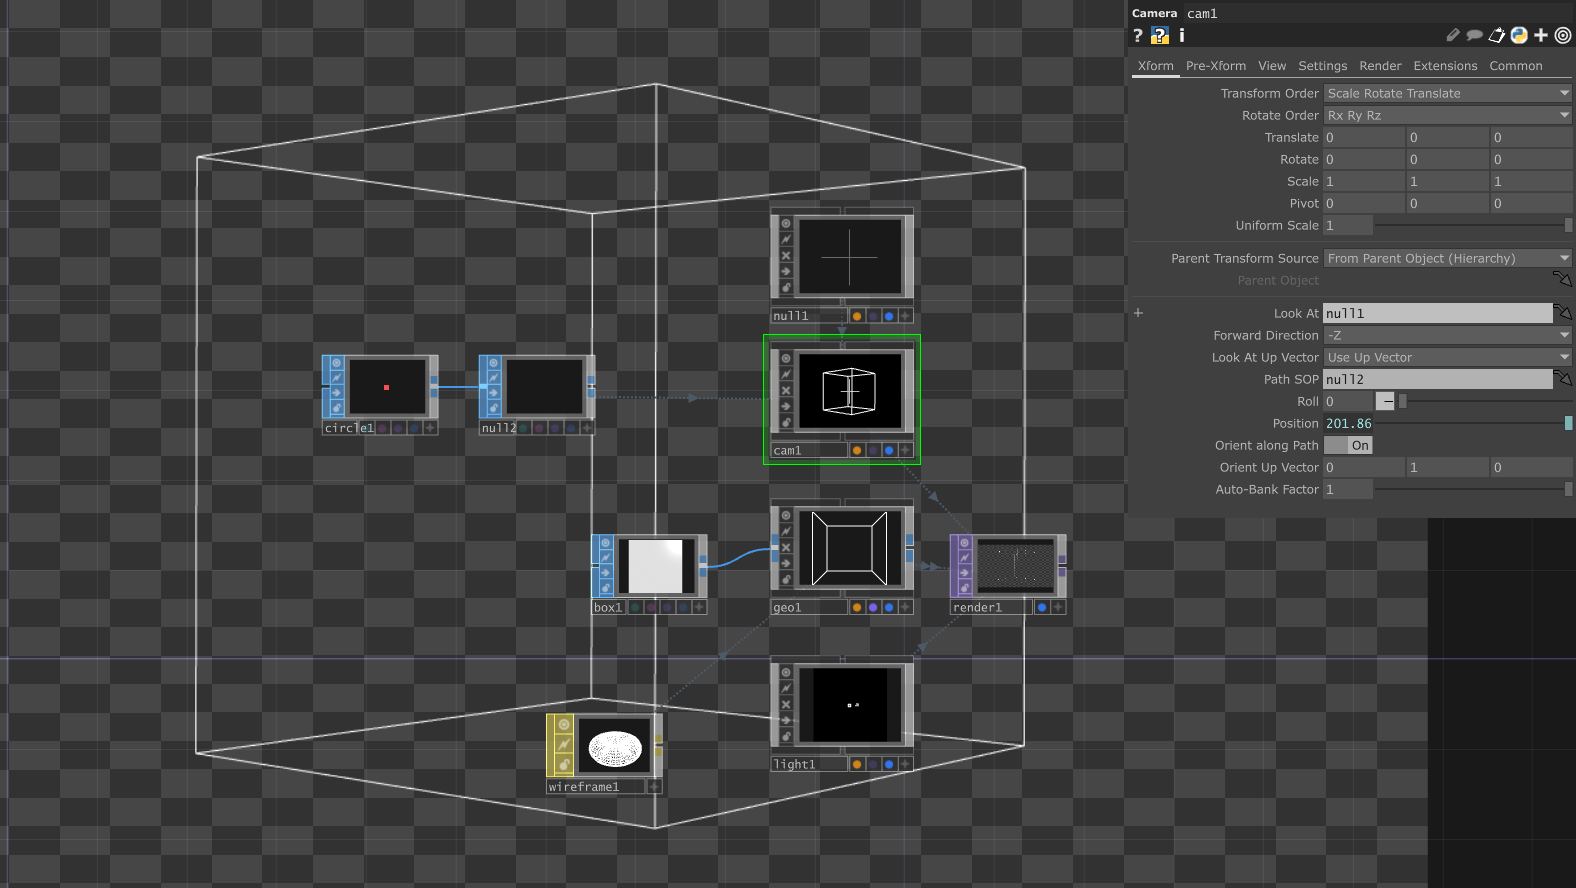 Camera cam1
? ? i
Xform Pre-Xform View Settings Render Extensions Common
Transform Order Scale Rotate Translate
Rotate Order Rx Ry Rz
Translate 0 0 0
Rotate 0 0 0
Scale 1 1 1
Pivot 0 0 0
Uniform Scale 1
Parent Transform Source From Parent Object (Hierarchy)
Parent Object
+ Look At null1
Forward Direction -Z
Look At Up Vector Use Up Vector
Path SOP null2
Roll 0
Position 201.86
Orient along Path On
Orient Up Vector 0 1 0
Auto-Bank Factor 1
null1
circle1
null2
cam1
box1
geo1
render1
light1
wireframe1